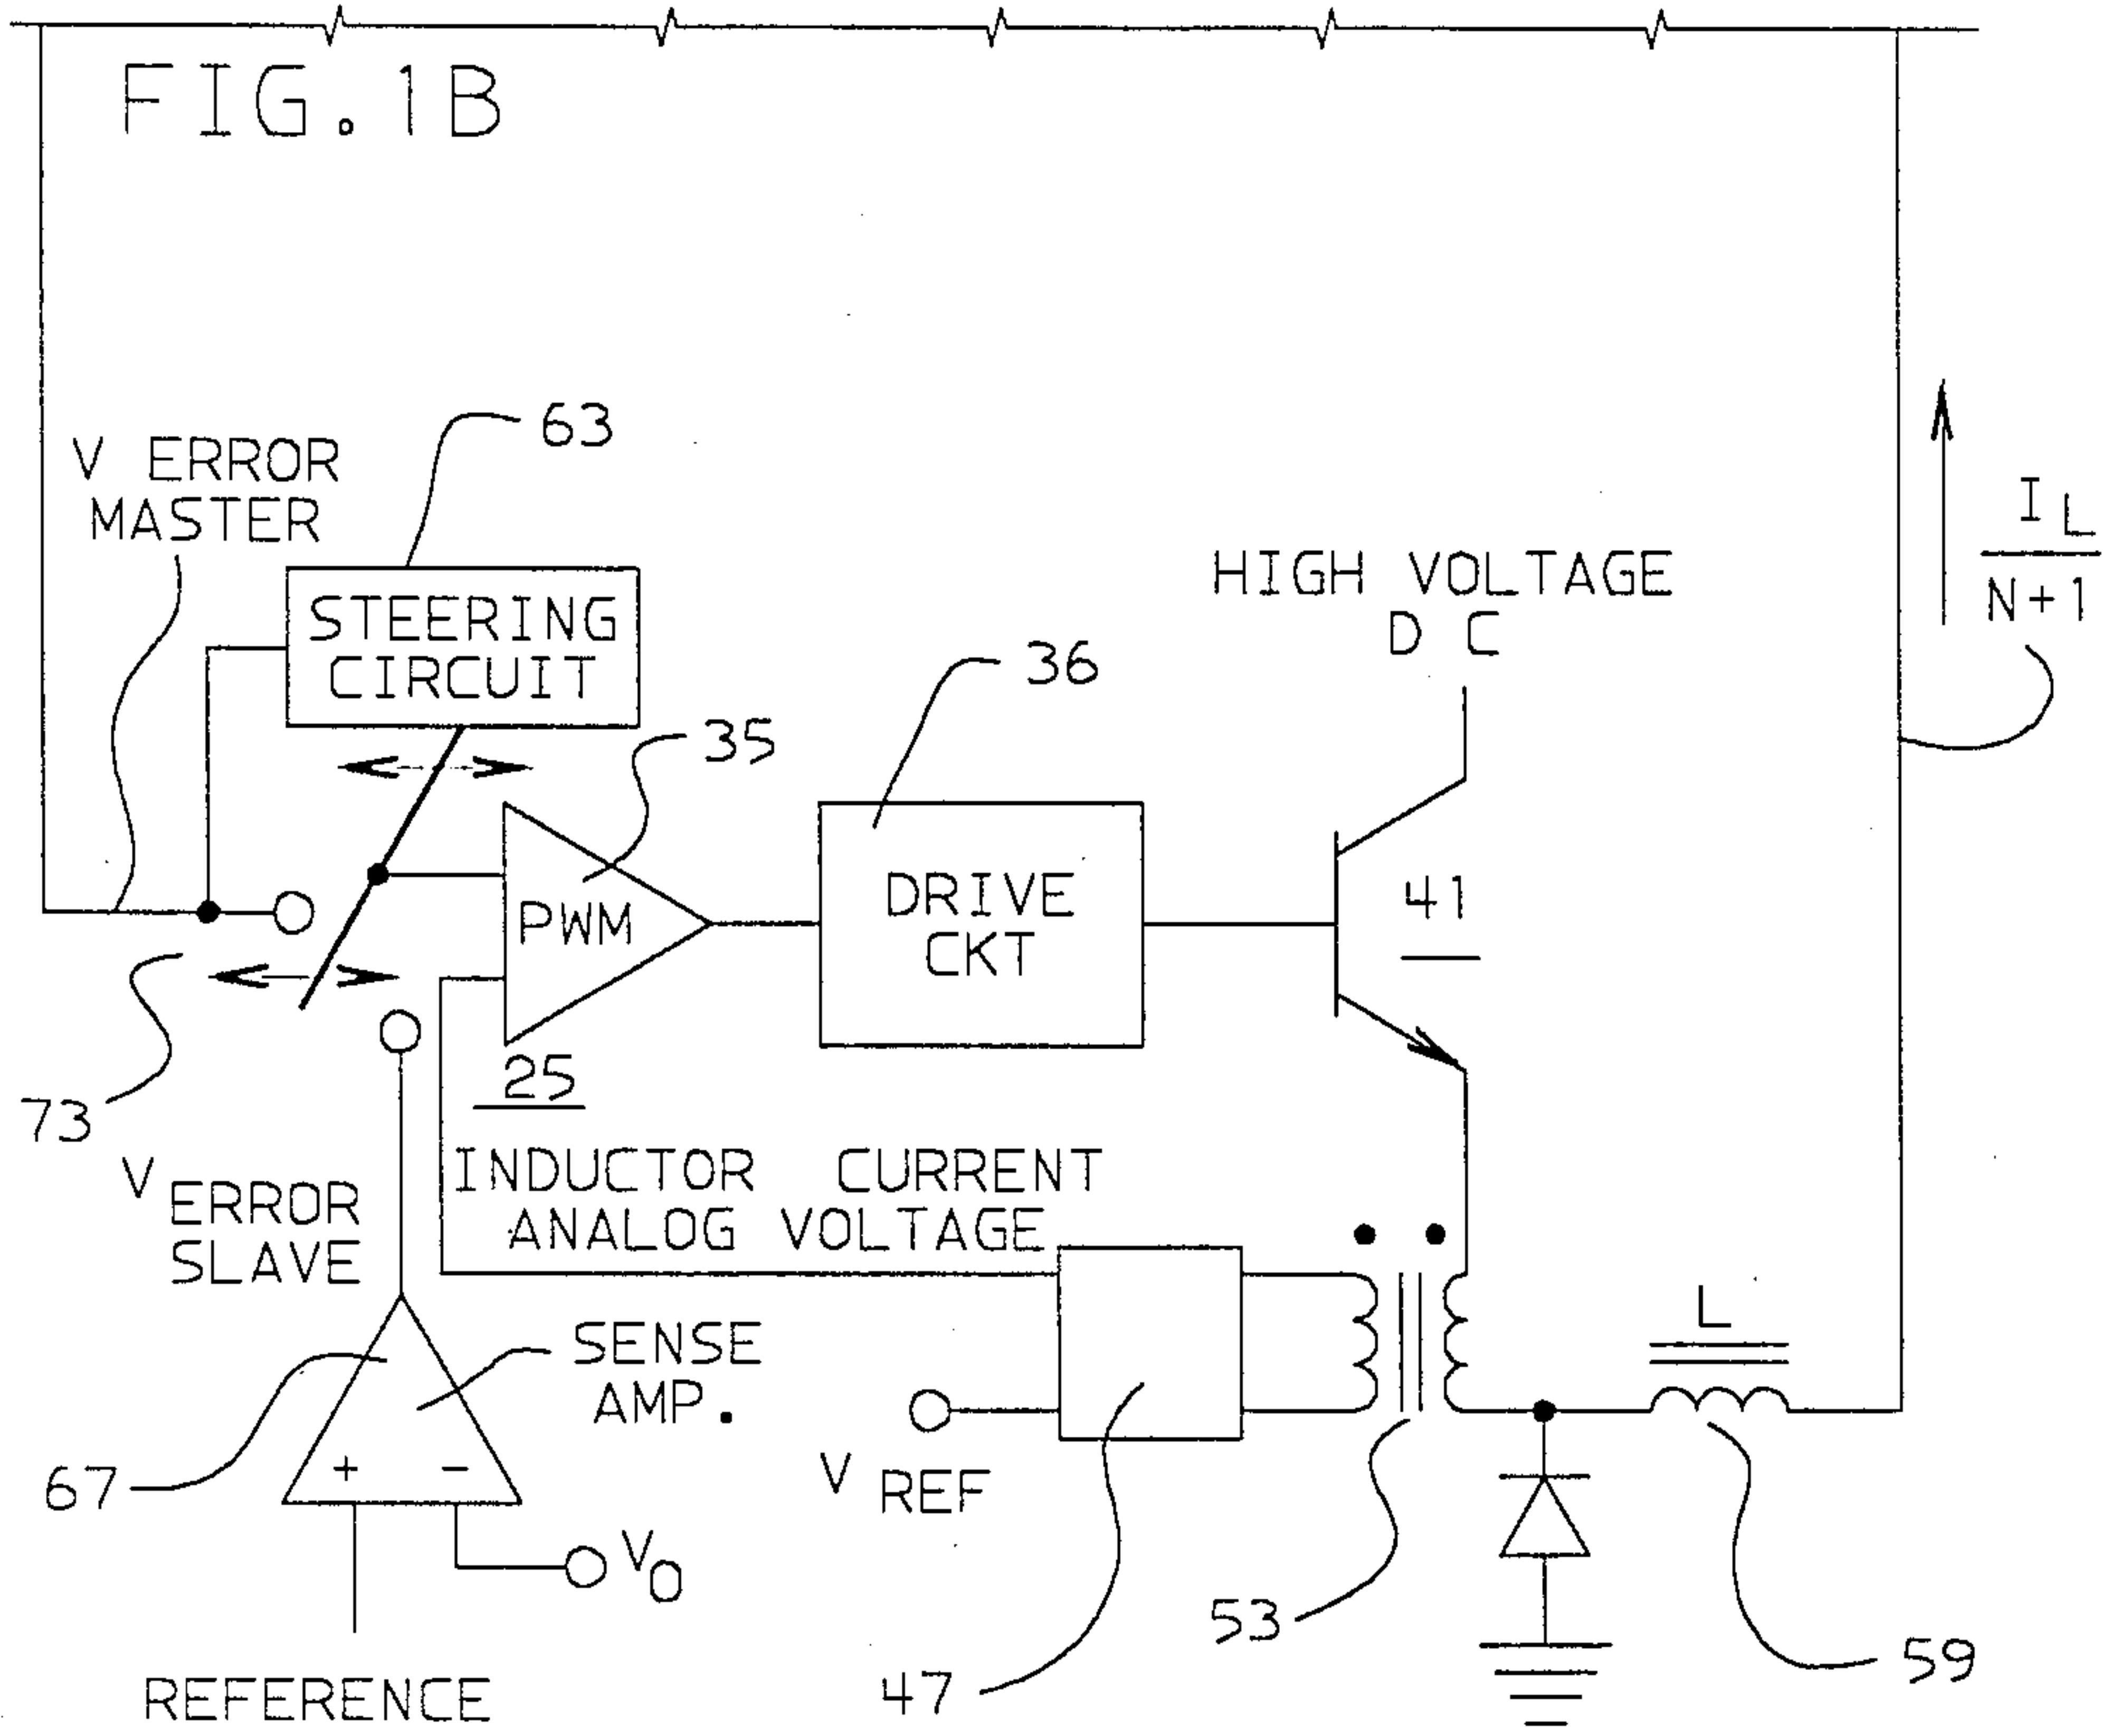 FIG. 1B
63
V ERROR
MASTER
I L
N+1
STEERING
CIRCUIT
HIGH VOLTAGE
D C
36
35
41
PWM
DRIVE
CKT
25
73
INDUCTOR CURRENT
ANALOG VOLTAGE
V ERROR
SLAVE
L
SENSE
AMP.
67
+ -
V REF
V O
53
59
47
REFERENCE